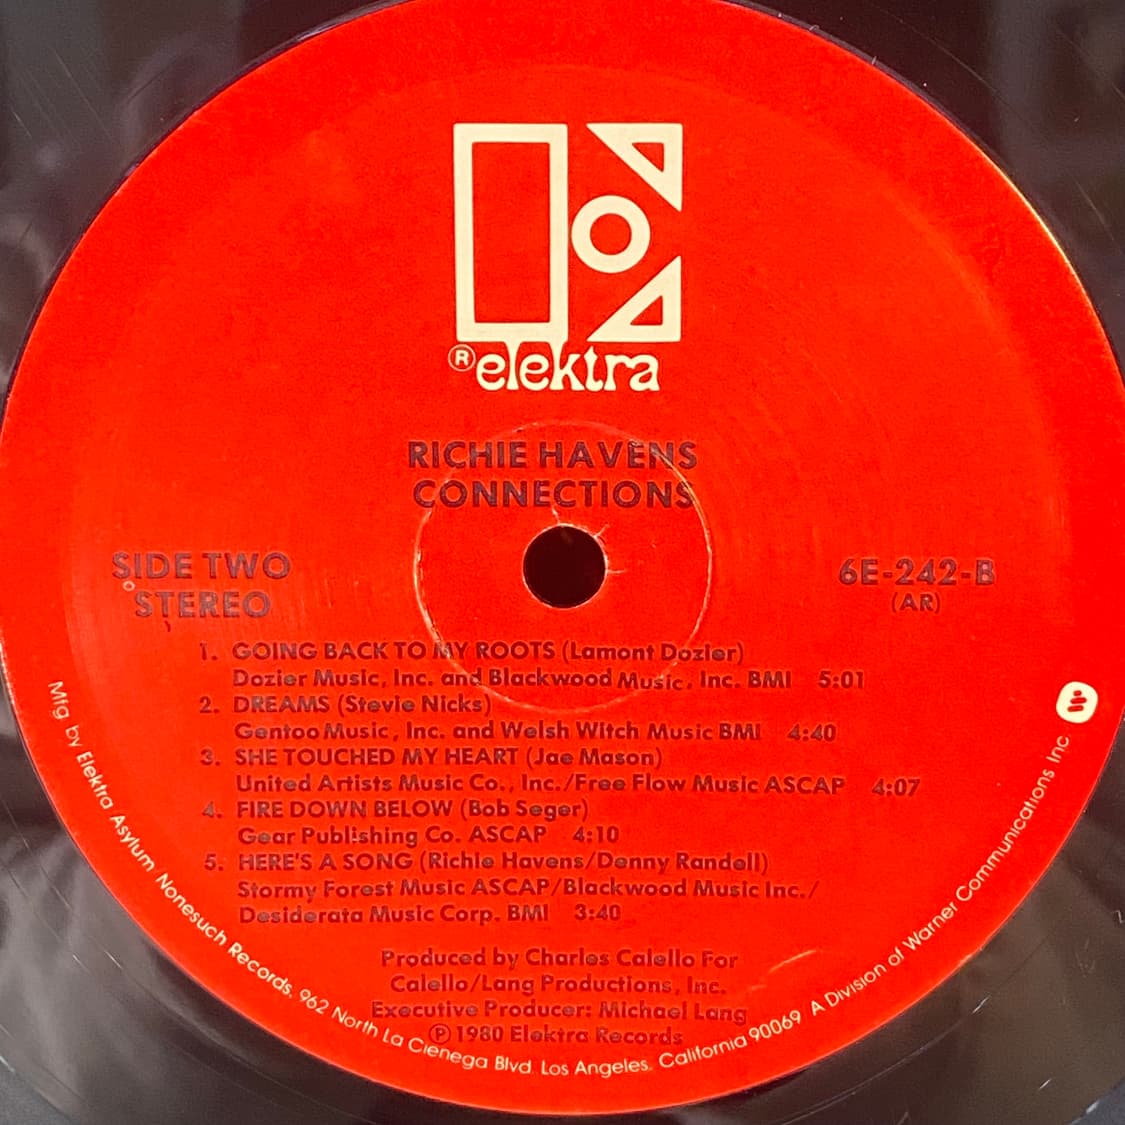 ® elektra
RICHIE HAVENS
CONNECTIONS
SIDE TWO
STEREO
6E-242-B
(AR)
1. GOING BACK TO MY ROOTS (Lamont Dozier)
Dozier Music, Inc. and Blackwood Music, Inc. BMI 5:01
2. DREAMS (Stevie Nicks)
Gentoo Music, Inc. and Welsh Witch Music BMI 4:40
3. SHE TOUCHED MY HEART (Jae Mason)
United Artists Music Co., Inc./Free Flow Music ASCAP 4:07
4. FIRE DOWN BELOW (Bob Seger)
Gear Publishing Co. ASCAP 4:10
5. HERE'S A SONG (Richie Havens/Denny Randell)
Stormy Forest Music ASCAP/Blackwood Music Inc./
Desiderata Music Corp. BMI 3:40
Produced by Charles Calello For
Calello/Lang Productions, Inc.
Executive Producer: Michael Lang
℗ 1980 Elektra Records
Mfg. by Elektra Asylum Nonesuch Records, 962 North La Cienega Blvd. Los Angeles, California 90069 A Division of Warner Communications Inc